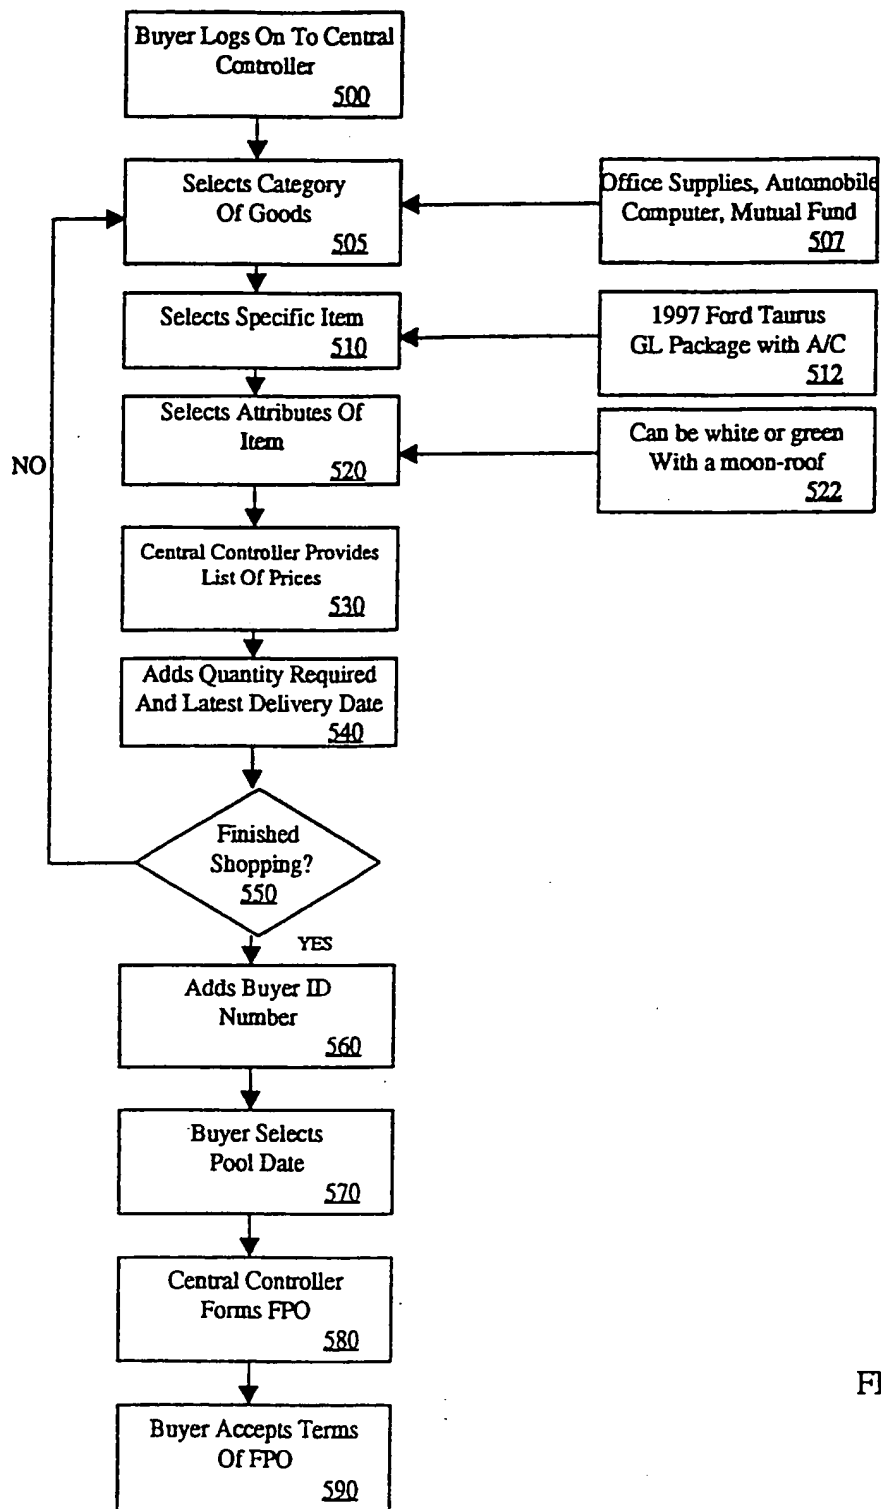 Buyer Logs On To Central
Controller
500
Selects Category
Of Goods
505
Office Supplies, Automobile
Computer, Mutual Fund
507
Selects Specific Item
510
1997 Ford Taurus
GL Package with A/C
512
Selects Attributes Of
Item
520
Can be white or green
With a moon-roof
522
NO
Central Controller Provides
List Of Prices
530
Adds Quantity Required
And Latest Delivery Date
540
Finished
Shopping?
550
YES
Adds Buyer ID
Number
560
Buyer Selects
Pool Date
570
Central Controller
Forms FPO
580
Buyer Accepts Terms
Of FPO
590